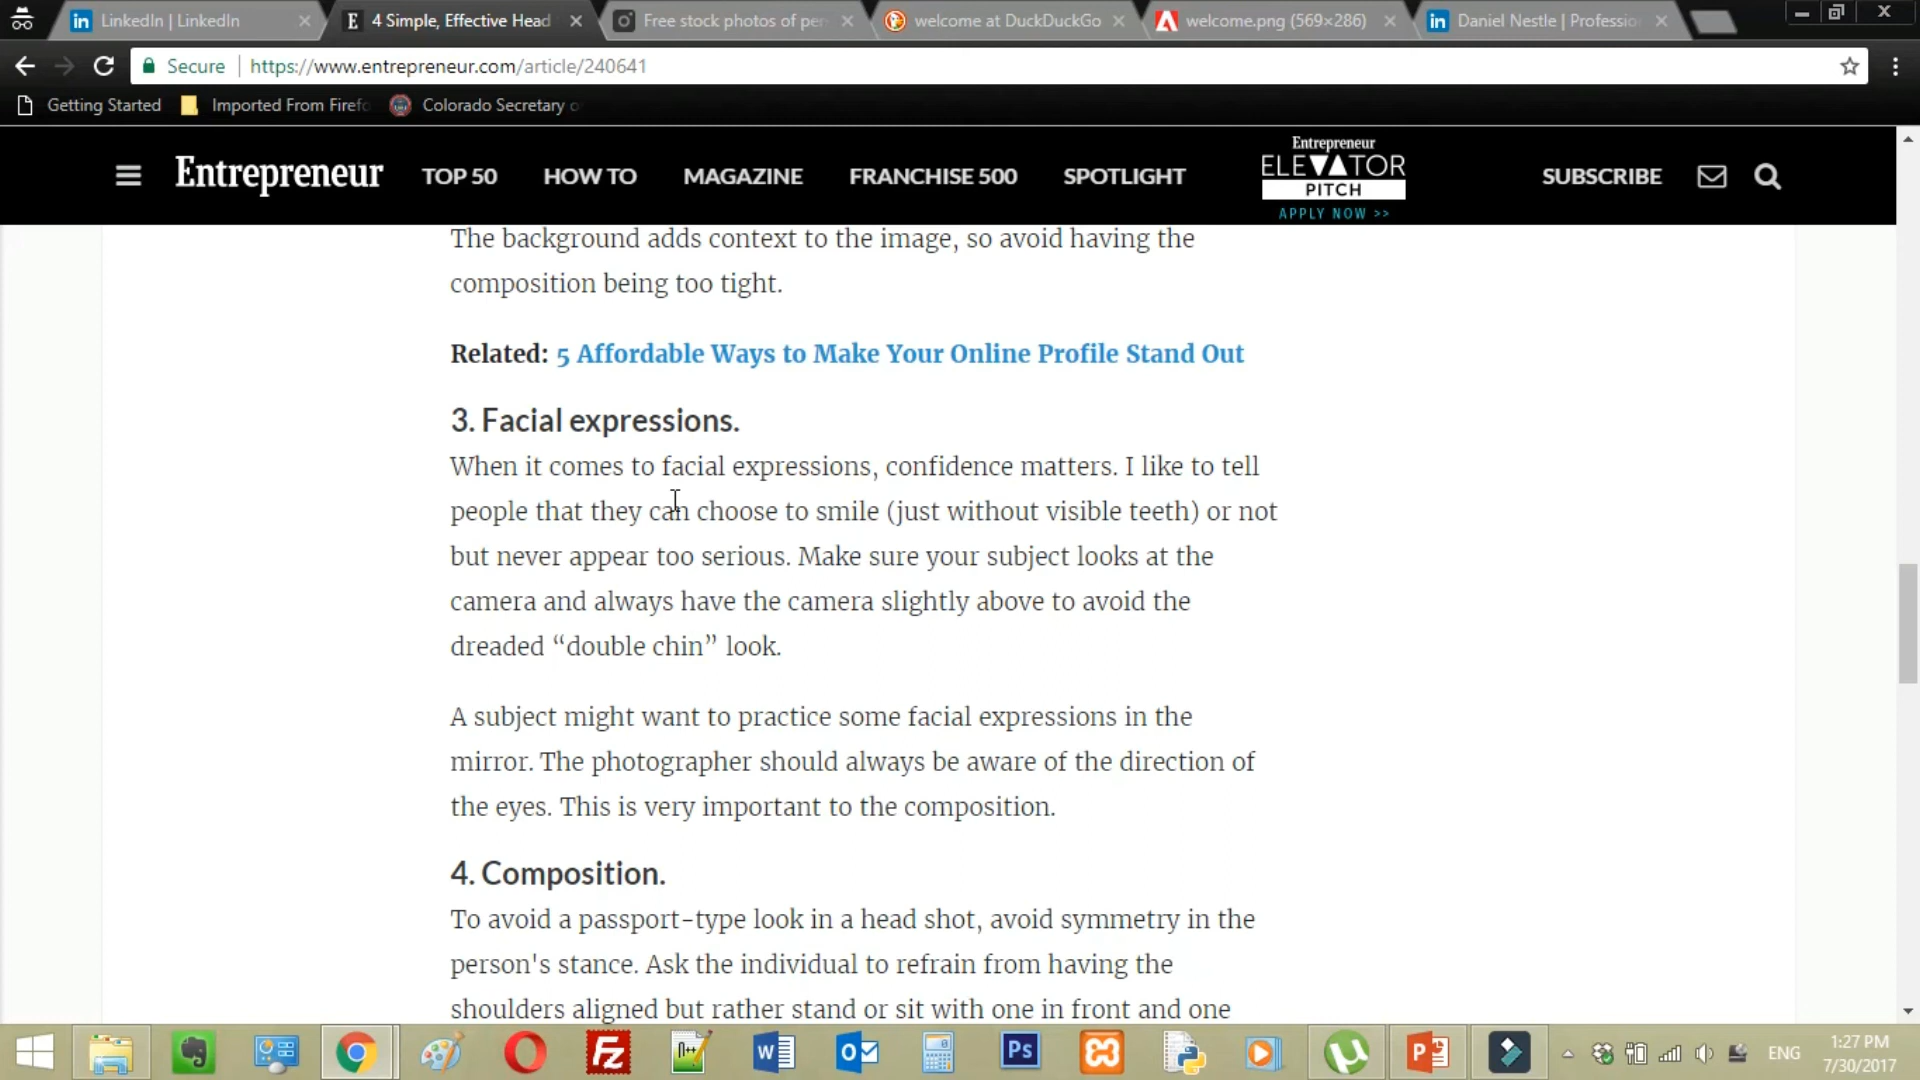 LinkedIn | LinkedIn
4 Simple, Effective Head
Free stock photos of per
welcome at DuckDuckGo
welcome.png (569×286)
Daniel Nestle | Professio
Secure | https://www.entrepreneur.com/article/240641
Getting Started
Imported From Firefo
Colorado Secretary o
Entrepreneur
TOP 50
HOW TO
MAGAZINE
FRANCHISE 500
SPOTLIGHT
Entrepreneur
ELEVATOR
PITCH
APPLY NOW >>
SUBSCRIBE
The background adds context to the image, so avoid having the
composition being too tight.
Related: 5 Affordable Ways to Make Your Online Profile Stand Out
3. Facial expressions.
When it comes to facial expressions, confidence matters. I like to tell
people that they can choose to smile (just without visible teeth) or not
but never appear too serious. Make sure your subject looks at the
camera and always have the camera slightly above to avoid the
dreaded “double chin” look.
A subject might want to practice some facial expressions in the
mirror. The photographer should always be aware of the direction of
the eyes. This is very important to the composition.
4. Composition.
To avoid a passport-type look in a head shot, avoid symmetry in the
person's stance. Ask the individual to refrain from having the
shoulders aligned but rather stand or sit with one in front and one
ENG
1:27 PM
7/30/2017